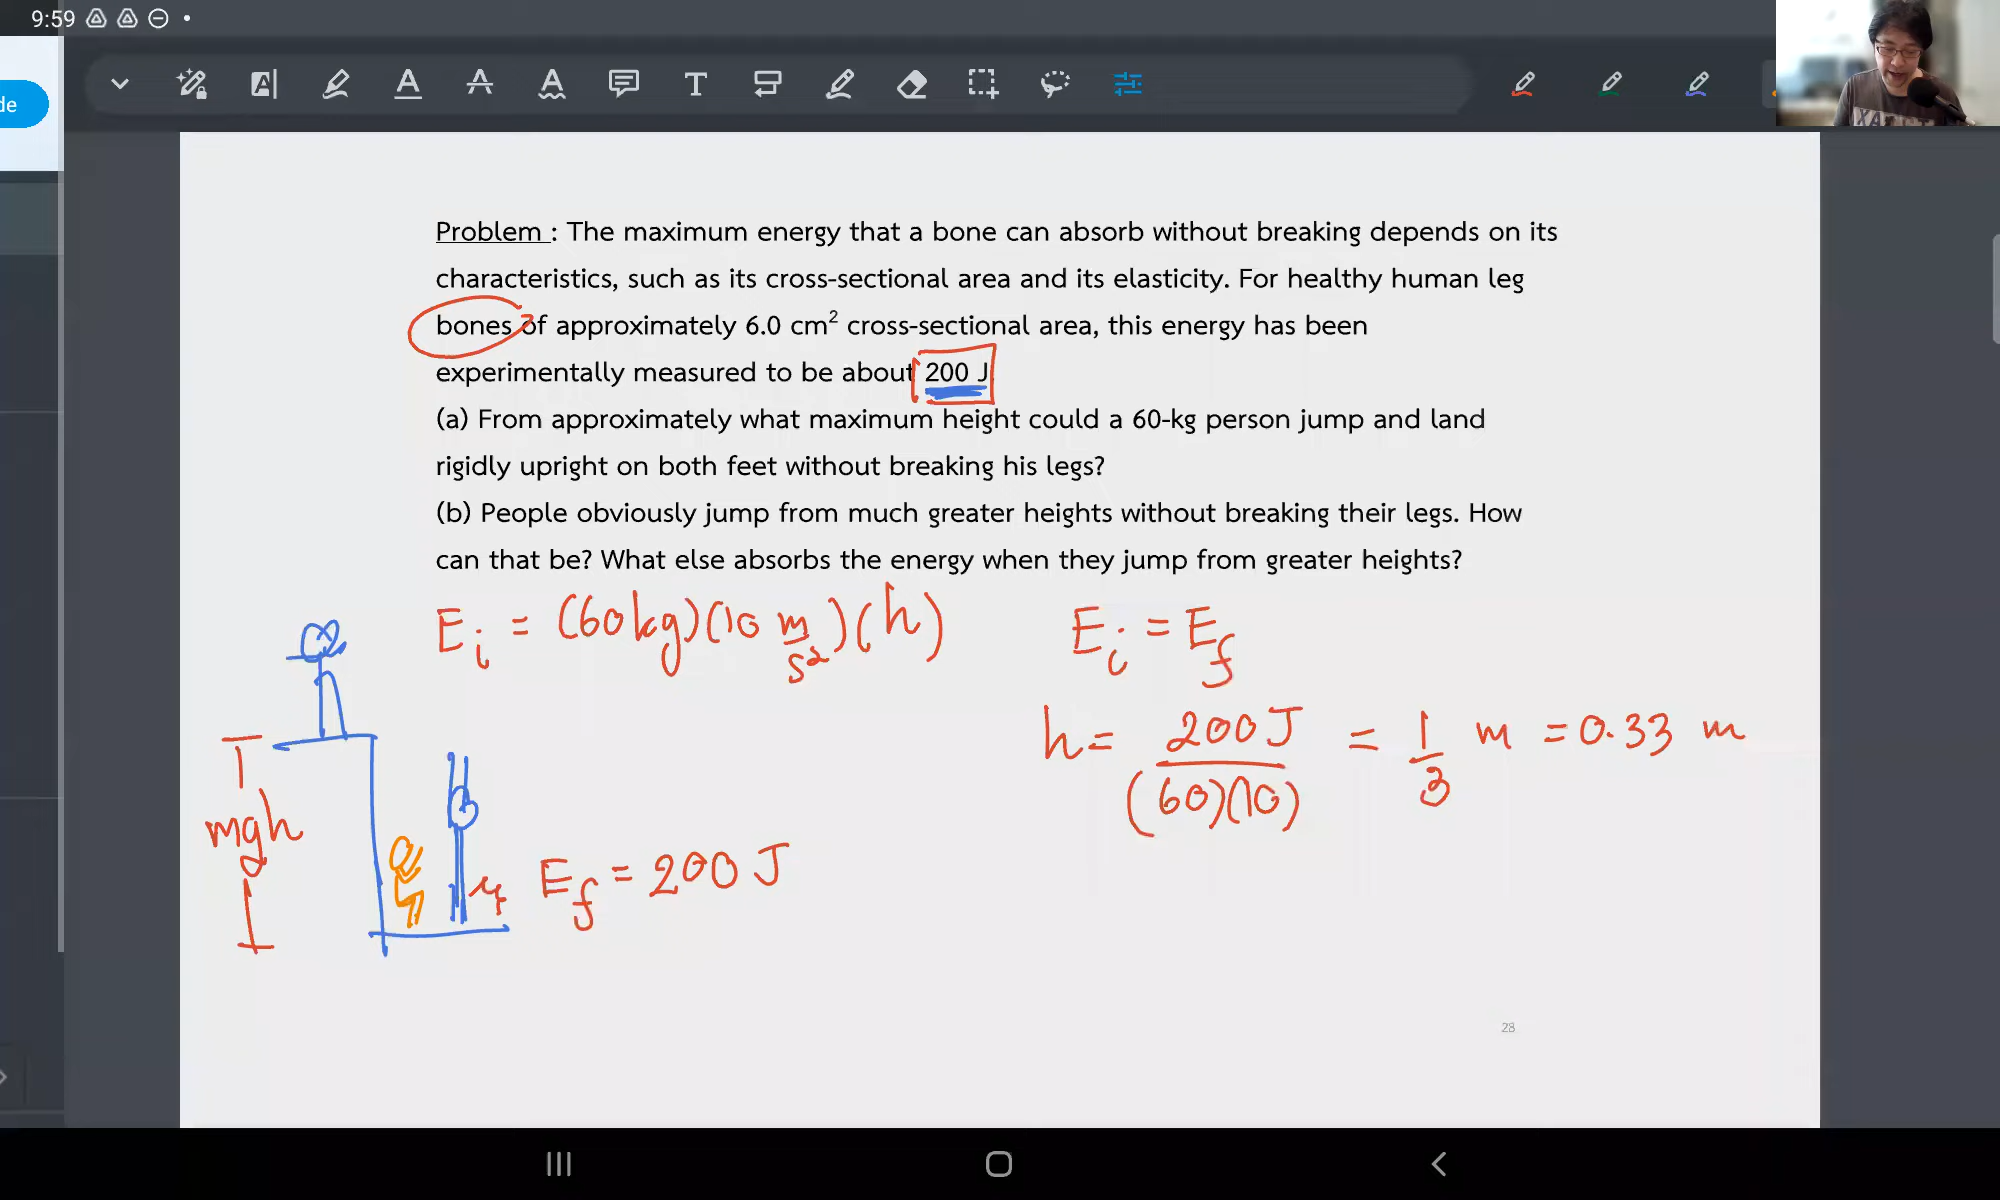 9:59
de
Problem : The maximum energy that a bone can absorb without breaking depends on its
characteristics, such as its cross-sectional area and its elasticity. For healthy human leg
bones of approximately 6.0 cm² cross-sectional area, this energy has been
experimentally measured to be about 200 J
(a) From approximately what maximum height could a 60-kg person jump and land
rigidly upright on both feet without breaking his legs?
(b) People obviously jump from much greater heights without breaking their legs. How
can that be? What else absorbs the energy when they jump from greater heights?
E_i = (60kg)(10 m/s²)(h)
E_i = E_f
h = 200J/(60)(10) = 1/3 m = 0.33 m
mgh
E_f = 200 J
28